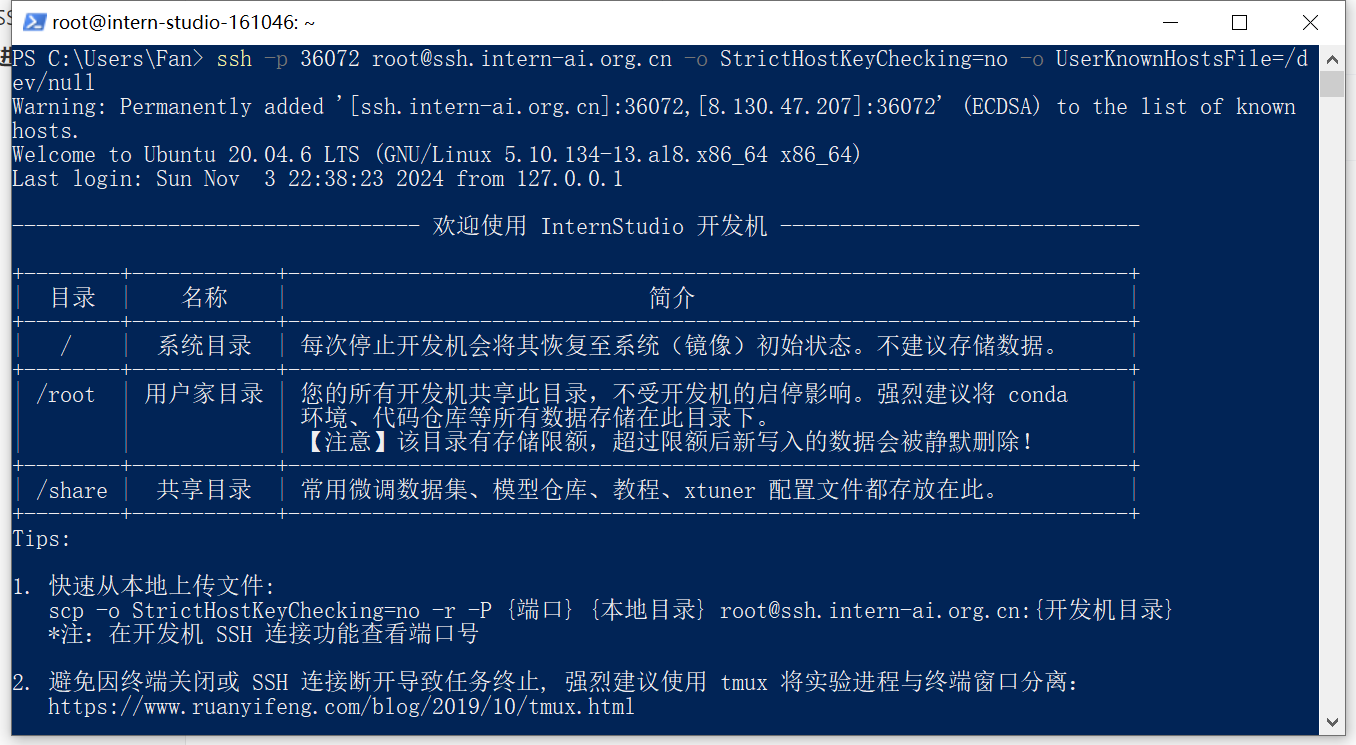 root@intern-studio-161046: ~
PS C:\Users\Fan> ssh -p 36072 root@ssh.intern-ai.org.cn -o StrictHostKeyChecking=no -o UserKnownHostsFile=/d
ev/null
Warning: Permanently added '[ssh.intern-ai.org.cn]:36072,[8.130.47.207]:36072' (ECDSA) to the list of known
hosts.
Welcome to Ubuntu 20.04.6 LTS (GNU/Linux 5.10.134-13.al8.x86_64 x86_64)
Last login: Sun Nov  3 22:38:23 2024 from 127.0.0.1
---------------------------------- 欢迎使用 InternStudio 开发机 ------------------------------
+--------+------------+----------------------------------------------------------------------+
| 目录 | 名称 | 简介 |
+--------+------------+----------------------------------------------------------------------+
| / | 系统目录 | 每次停止开发机会将其恢复至系统（镜像）初始状态。不建议存储数据。 |
+--------+------------+----------------------------------------------------------------------+
| /root | 用户家目录 | 您的所有开发机共享此目录，不受开发机的启停影响。强烈建议将 conda |
| | | 环境、代码仓库等所有数据存储在此目录下。 |
| | | 【注意】该目录有存储限额，超过限额后新写入的数据会被静默删除！ |
+--------+------------+----------------------------------------------------------------------+
| /share | 共享目录 | 常用微调数据集、模型仓库、教程、xtuner 配置文件都存放在此。 |
+--------+------------+----------------------------------------------------------------------+
Tips:
1. 快速从本地上传文件:
scp -o StrictHostKeyChecking=no -r -P {端口} {本地目录} root@ssh.intern-ai.org.cn:{开发机目录}
*注：在开发机 SSH 连接功能查看端口号
2. 避免因终端关闭或 SSH 连接断开导致任务终止, 强烈建议使用 tmux 将实验进程与终端窗口分离:
https://www.ruanyifeng.com/blog/2019/10/tmux.html